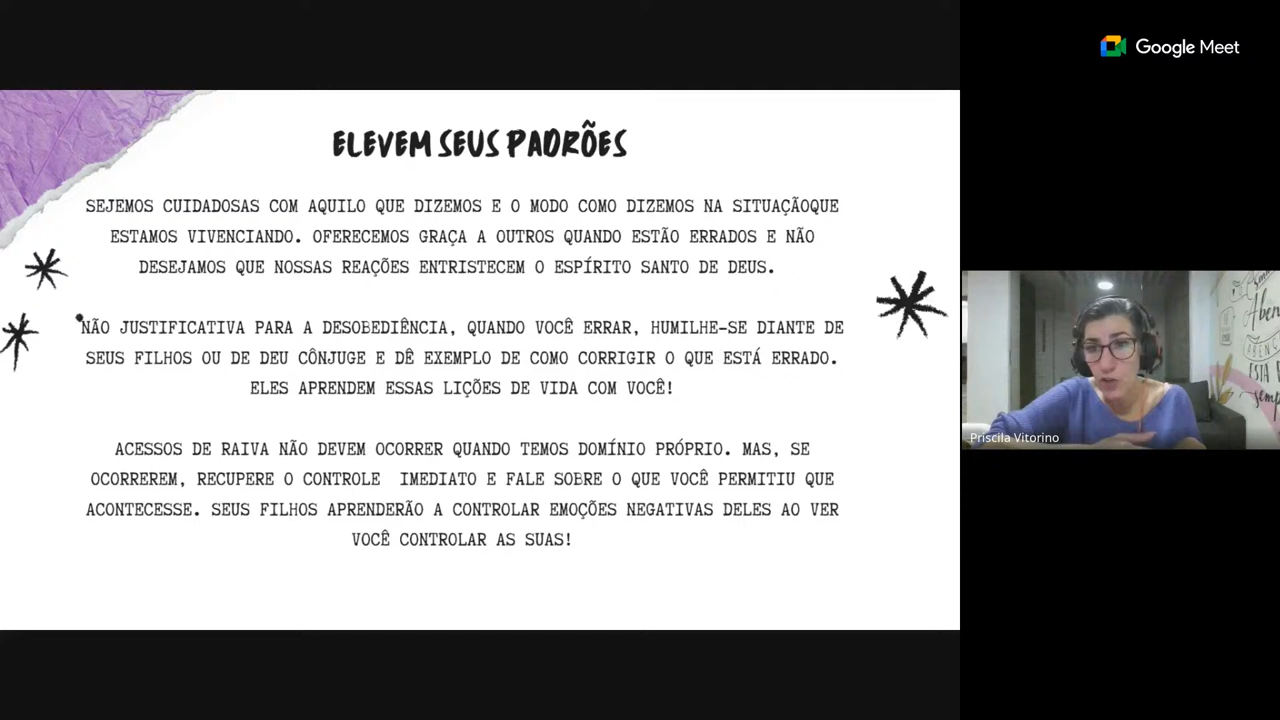 Google Meet
ELEVEM SEUS PADRÕES
SEJEMOS CUIDADOSAS COM AQUILO QUE DIZEMOS E O MODO COMO DIZEMOS NA SITUAÇÃOQUE
ESTAMOS VIVENCIANDO. OFERECEMOS GRAÇA A OUTROS QUANDO ESTÃO ERRADOS E NÃO
DESEJAMOS QUE NOSSAS REAÇÕES ENTRISTECEM O ESPÍRITO SANTO DE DEUS.
NÃO JUSTIFICATIVA PARA A DESOBEDIÊNCIA, QUANDO VOCÊ ERRAR, HUMILHE-SE DIANTE DE
SEUS FILHOS OU DE DEU CÔNJUGE E DÊ EXEMPLO DE COMO CORRIGIR O QUE ESTÁ ERRADO.
ELES APRENDEM ESSAS LIÇÕES DE VIDA COM VOCÊ!
ACESSOS DE RAIVA NÃO DEVEM OCORRER QUANDO TEMOS DOMÍNIO PRÓPRIO. MAS, SE
OCORREREM, RECUPERE O CONTROLE IMEDIATO E FALE SOBRE O QUE VOCÊ PERMITIU QUE
ACONTECESSE. SEUS FILHOS APRENDERÃO A CONTROLAR EMOÇÕES NEGATIVAS DELES AO VER
VOCÊ CONTROLAR AS SUAS!
Priscila Vitorino